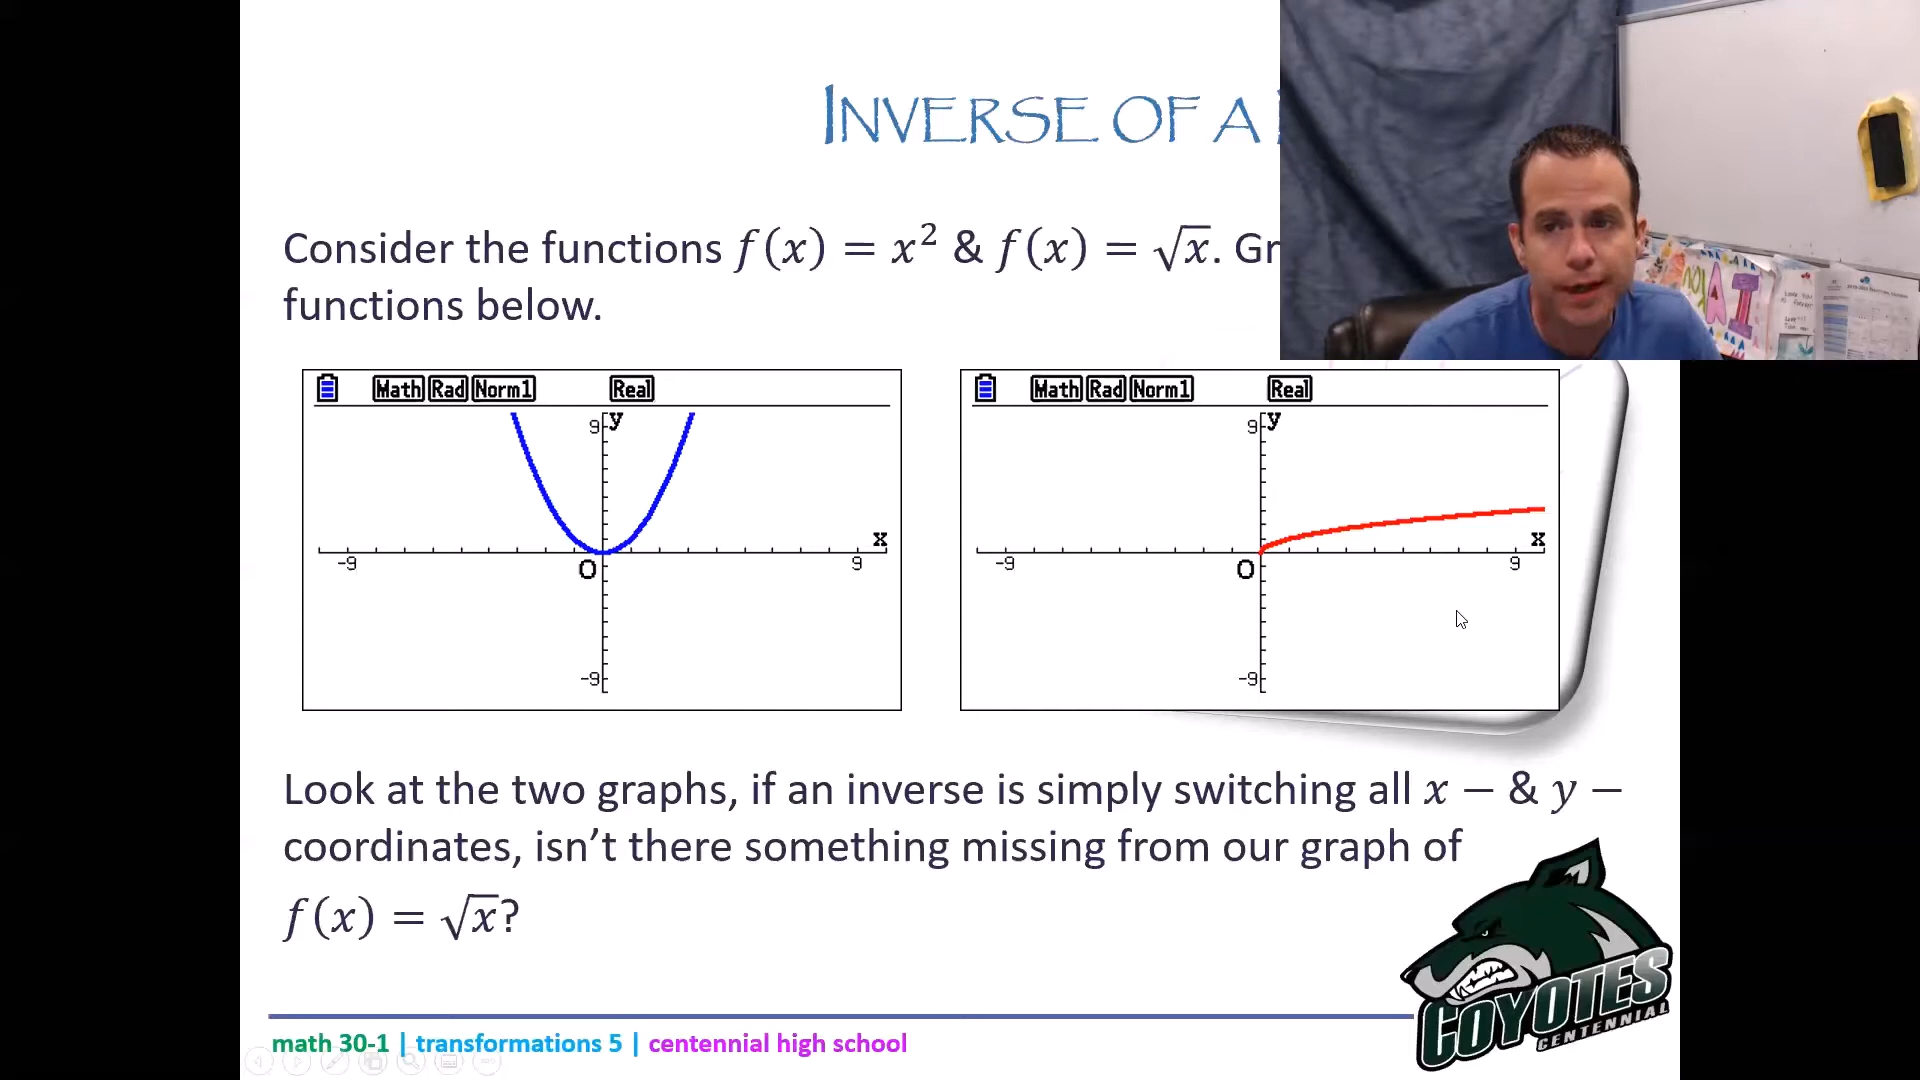 INVERSE OF A
Consider the functions f(x) = x² & f(x) = √x. Gr
functions below.
Math Rad Norm1 Real
9 y
x
-9 O 9
-9
Math Rad Norm1 Real
9 y
x
-9 O 9
-9
Look at the two graphs, if an inverse is simply switching all x − & y −
coordinates, isn't there something missing from our graph of
f(x) = √x?
COYOTES
CENTENNIAL
math 30-1 | transformations 5 | centennial high school